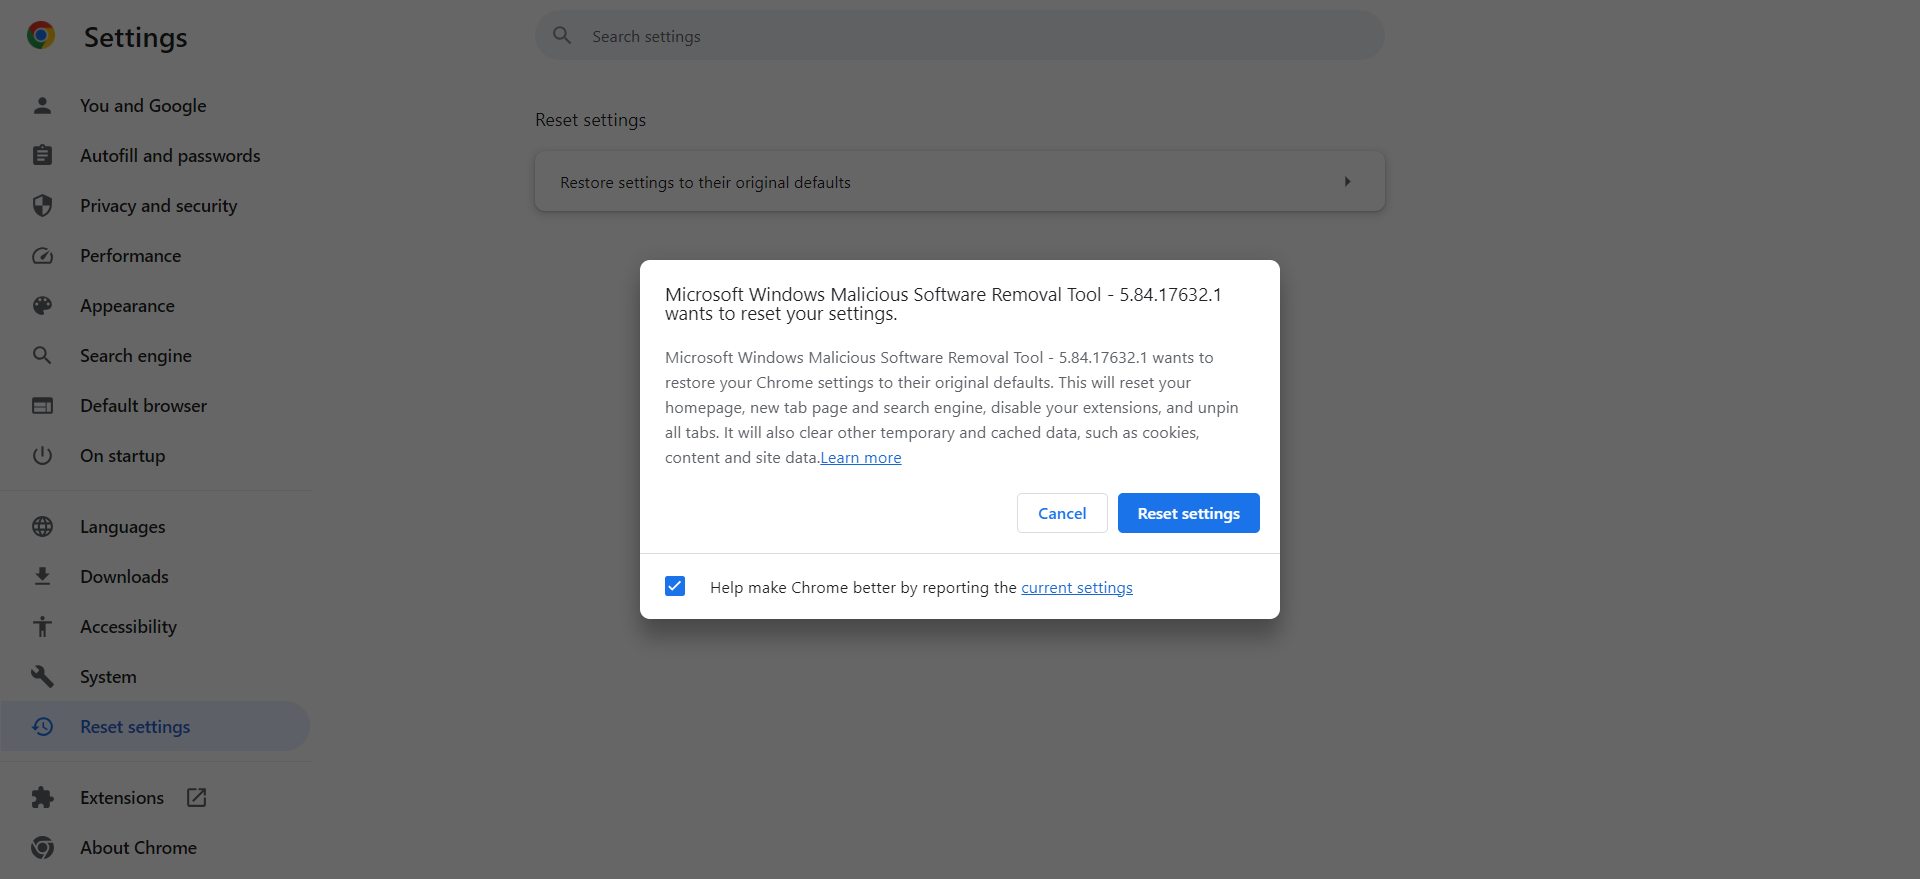 Settings
Search settings
You and Google
Autofill and passwords
Privacy and security
Performance
Appearance
Search engine
Default browser
On startup
Languages
Downloads
Accessibility
System
Reset settings
Extensions
About Chrome
Reset settings
Restore settings to their original defaults
Microsoft Windows Malicious Software Removal Tool - 5.84.17632.1
wants to reset your settings.
Microsoft Windows Malicious Software Removal Tool - 5.84.17632.1 wants to
restore your Chrome settings to their original defaults. This will reset your
homepage, new tab page and search engine, disable your extensions, and unpin
all tabs. It will also clear other temporary and cached data, such as cookies,
content and site data.Learn more
Cancel
Reset settings
Help make Chrome better by reporting the current settings